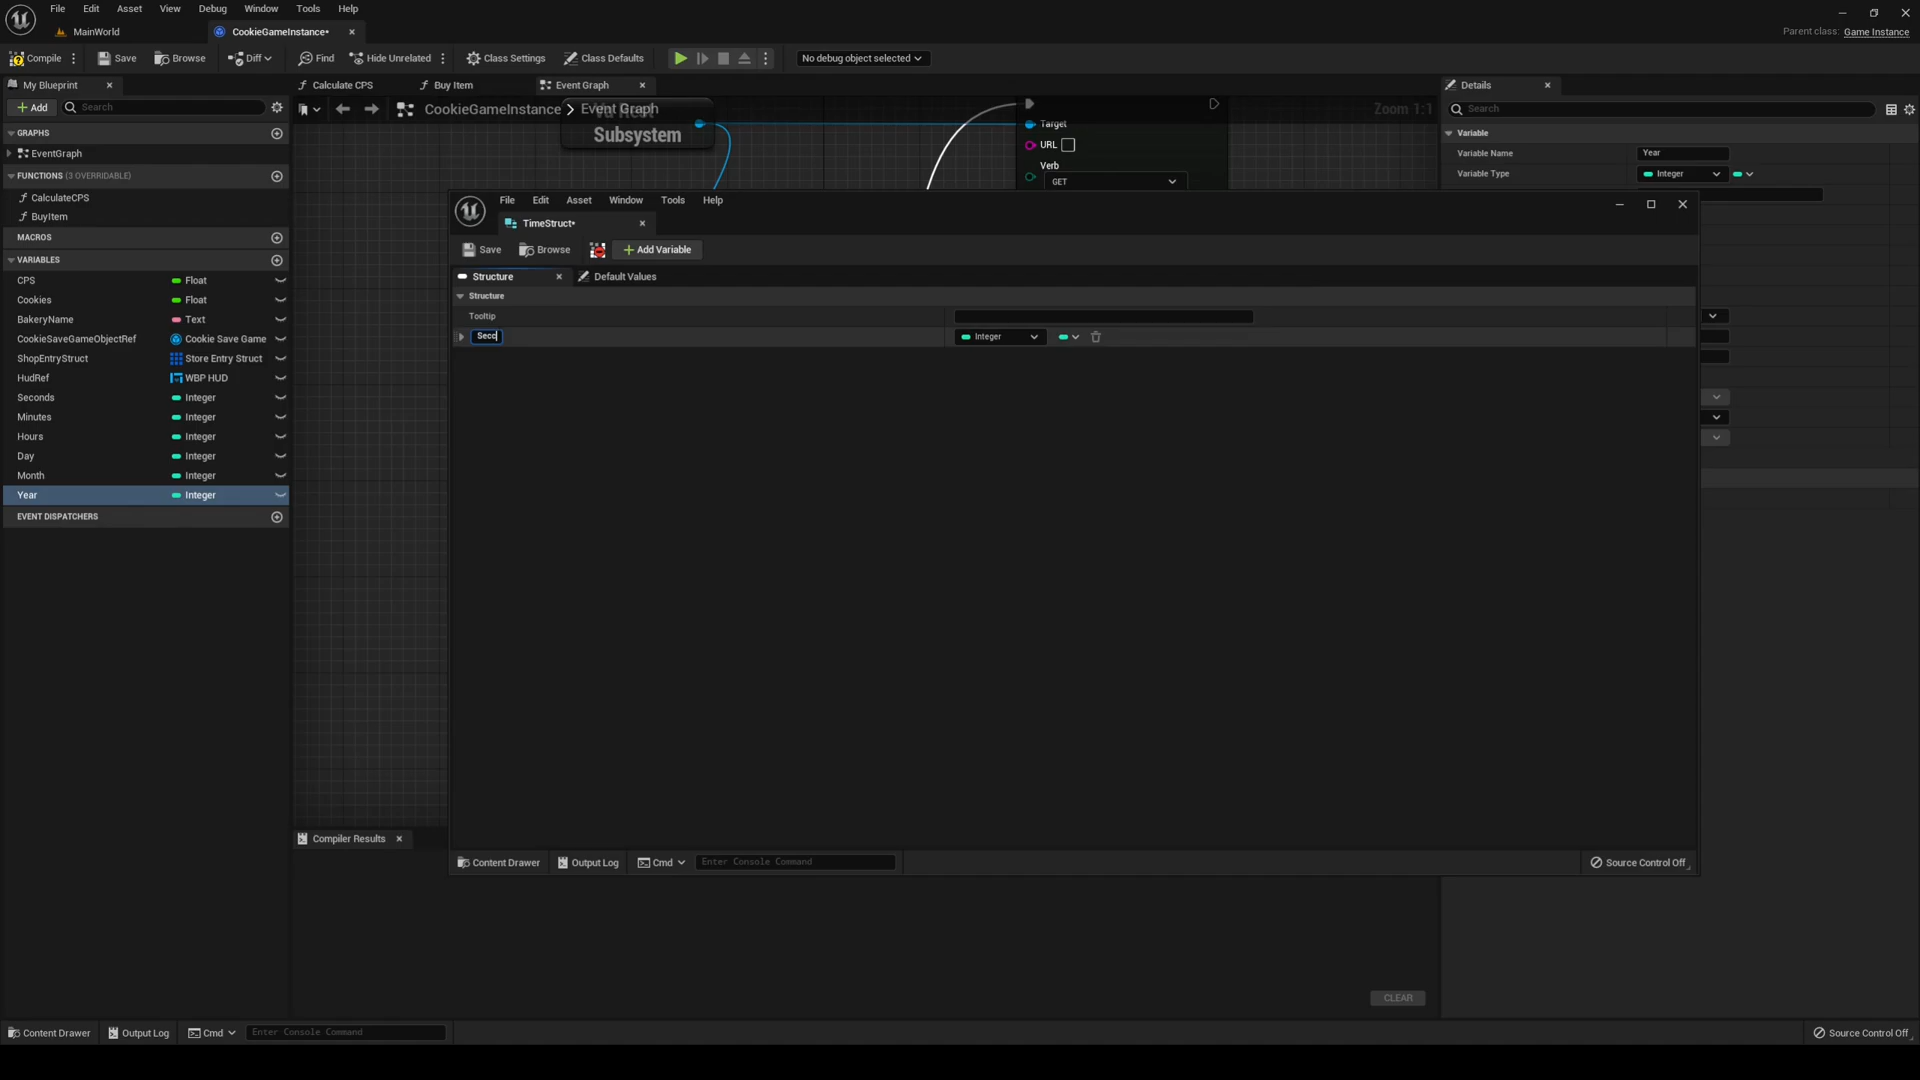 File Edit Asset View Debug Window Tools Help
MainWorld
CookieGameInstance*
Parent class: Game Instance
Compile Save Browse Diff Find Hide Unrelated Class Settings Class Defaults No debug object selected
My Blueprint
Calculate CPS
Buy Item
Event Graph
Details
Add
Search
CookieGameInstance > Event Graph
Zoom 1:1
Search
GRAPHS
EventGraph
FUNCTIONS (3 OVERRIDABLE)
CalculateCPS
BuyItem
MACROS
VARIABLES
CPS Float
Cookies Float
BakeryName Text
CookieSaveGameObjectRef Cookie Save Game
ShopEntryStruct Store Entry Struct
HudRef WBP HUD
Seconds Integer
Minutes Integer
Hours Integer
Day Integer
Month Integer
Year Integer
EVENT DISPATCHERS
Subsystem
Target
URL
Verb
GET
Variable
Variable Name Year
Variable Type Integer
File Edit Asset Window Tools Help
TimeStruct*
Save Browse Add Variable
Structure
Default Values
Structure
Tooltip
Seco Integer
Content Drawer Output Log Cmd Enter Console Command Source Control Off
Compiler Results
CLEAR
Content Drawer Output Log Cmd Enter Console Command Source Control Off